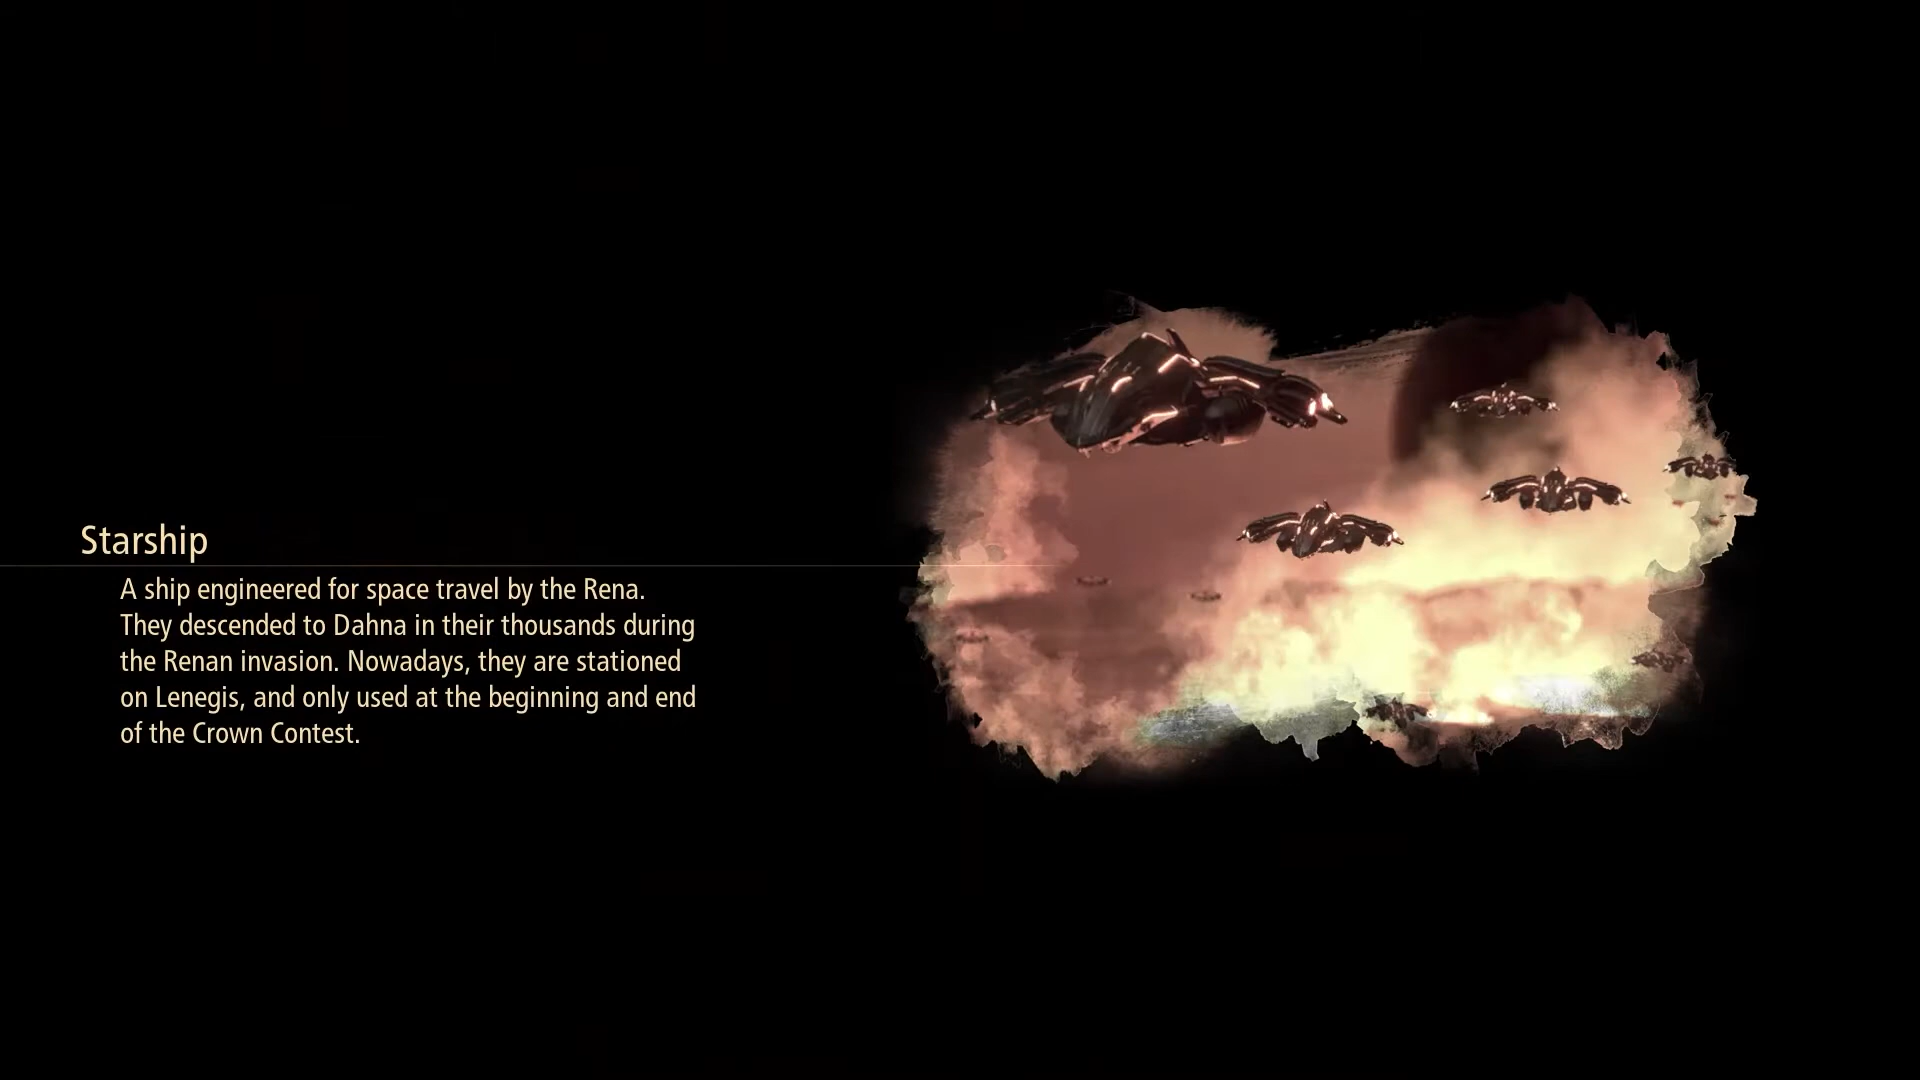 Starship
A ship engineered for space travel by the Rena.
They descended to Dahna in their thousands during
the Renan invasion. Nowadays, they are stationed
on Lenegis, and only used at the beginning and end
of the Crown Contest.